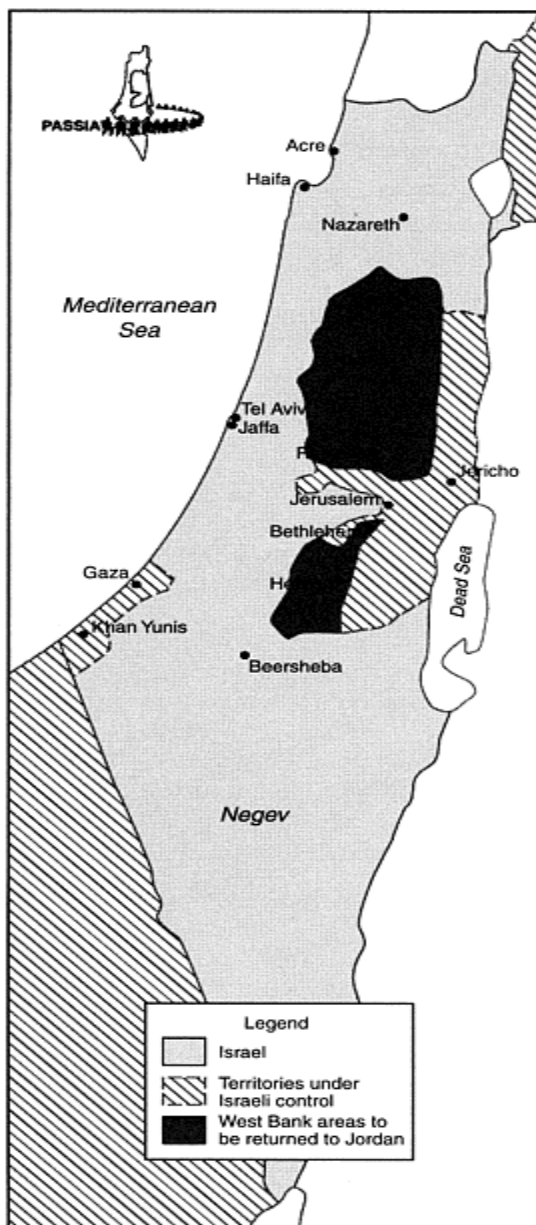 PASSIA
Acre
Haifa
Nazareth
Mediterranean
Sea
Tel Aviv
Jaffa
Jericho
Jerusalem
Gaza
Dead Sea
Khan Yunis
Beersheba
Negev
Legend
Israel
Territories under
Israeli control
West Bank areas to
be returned to Jordan